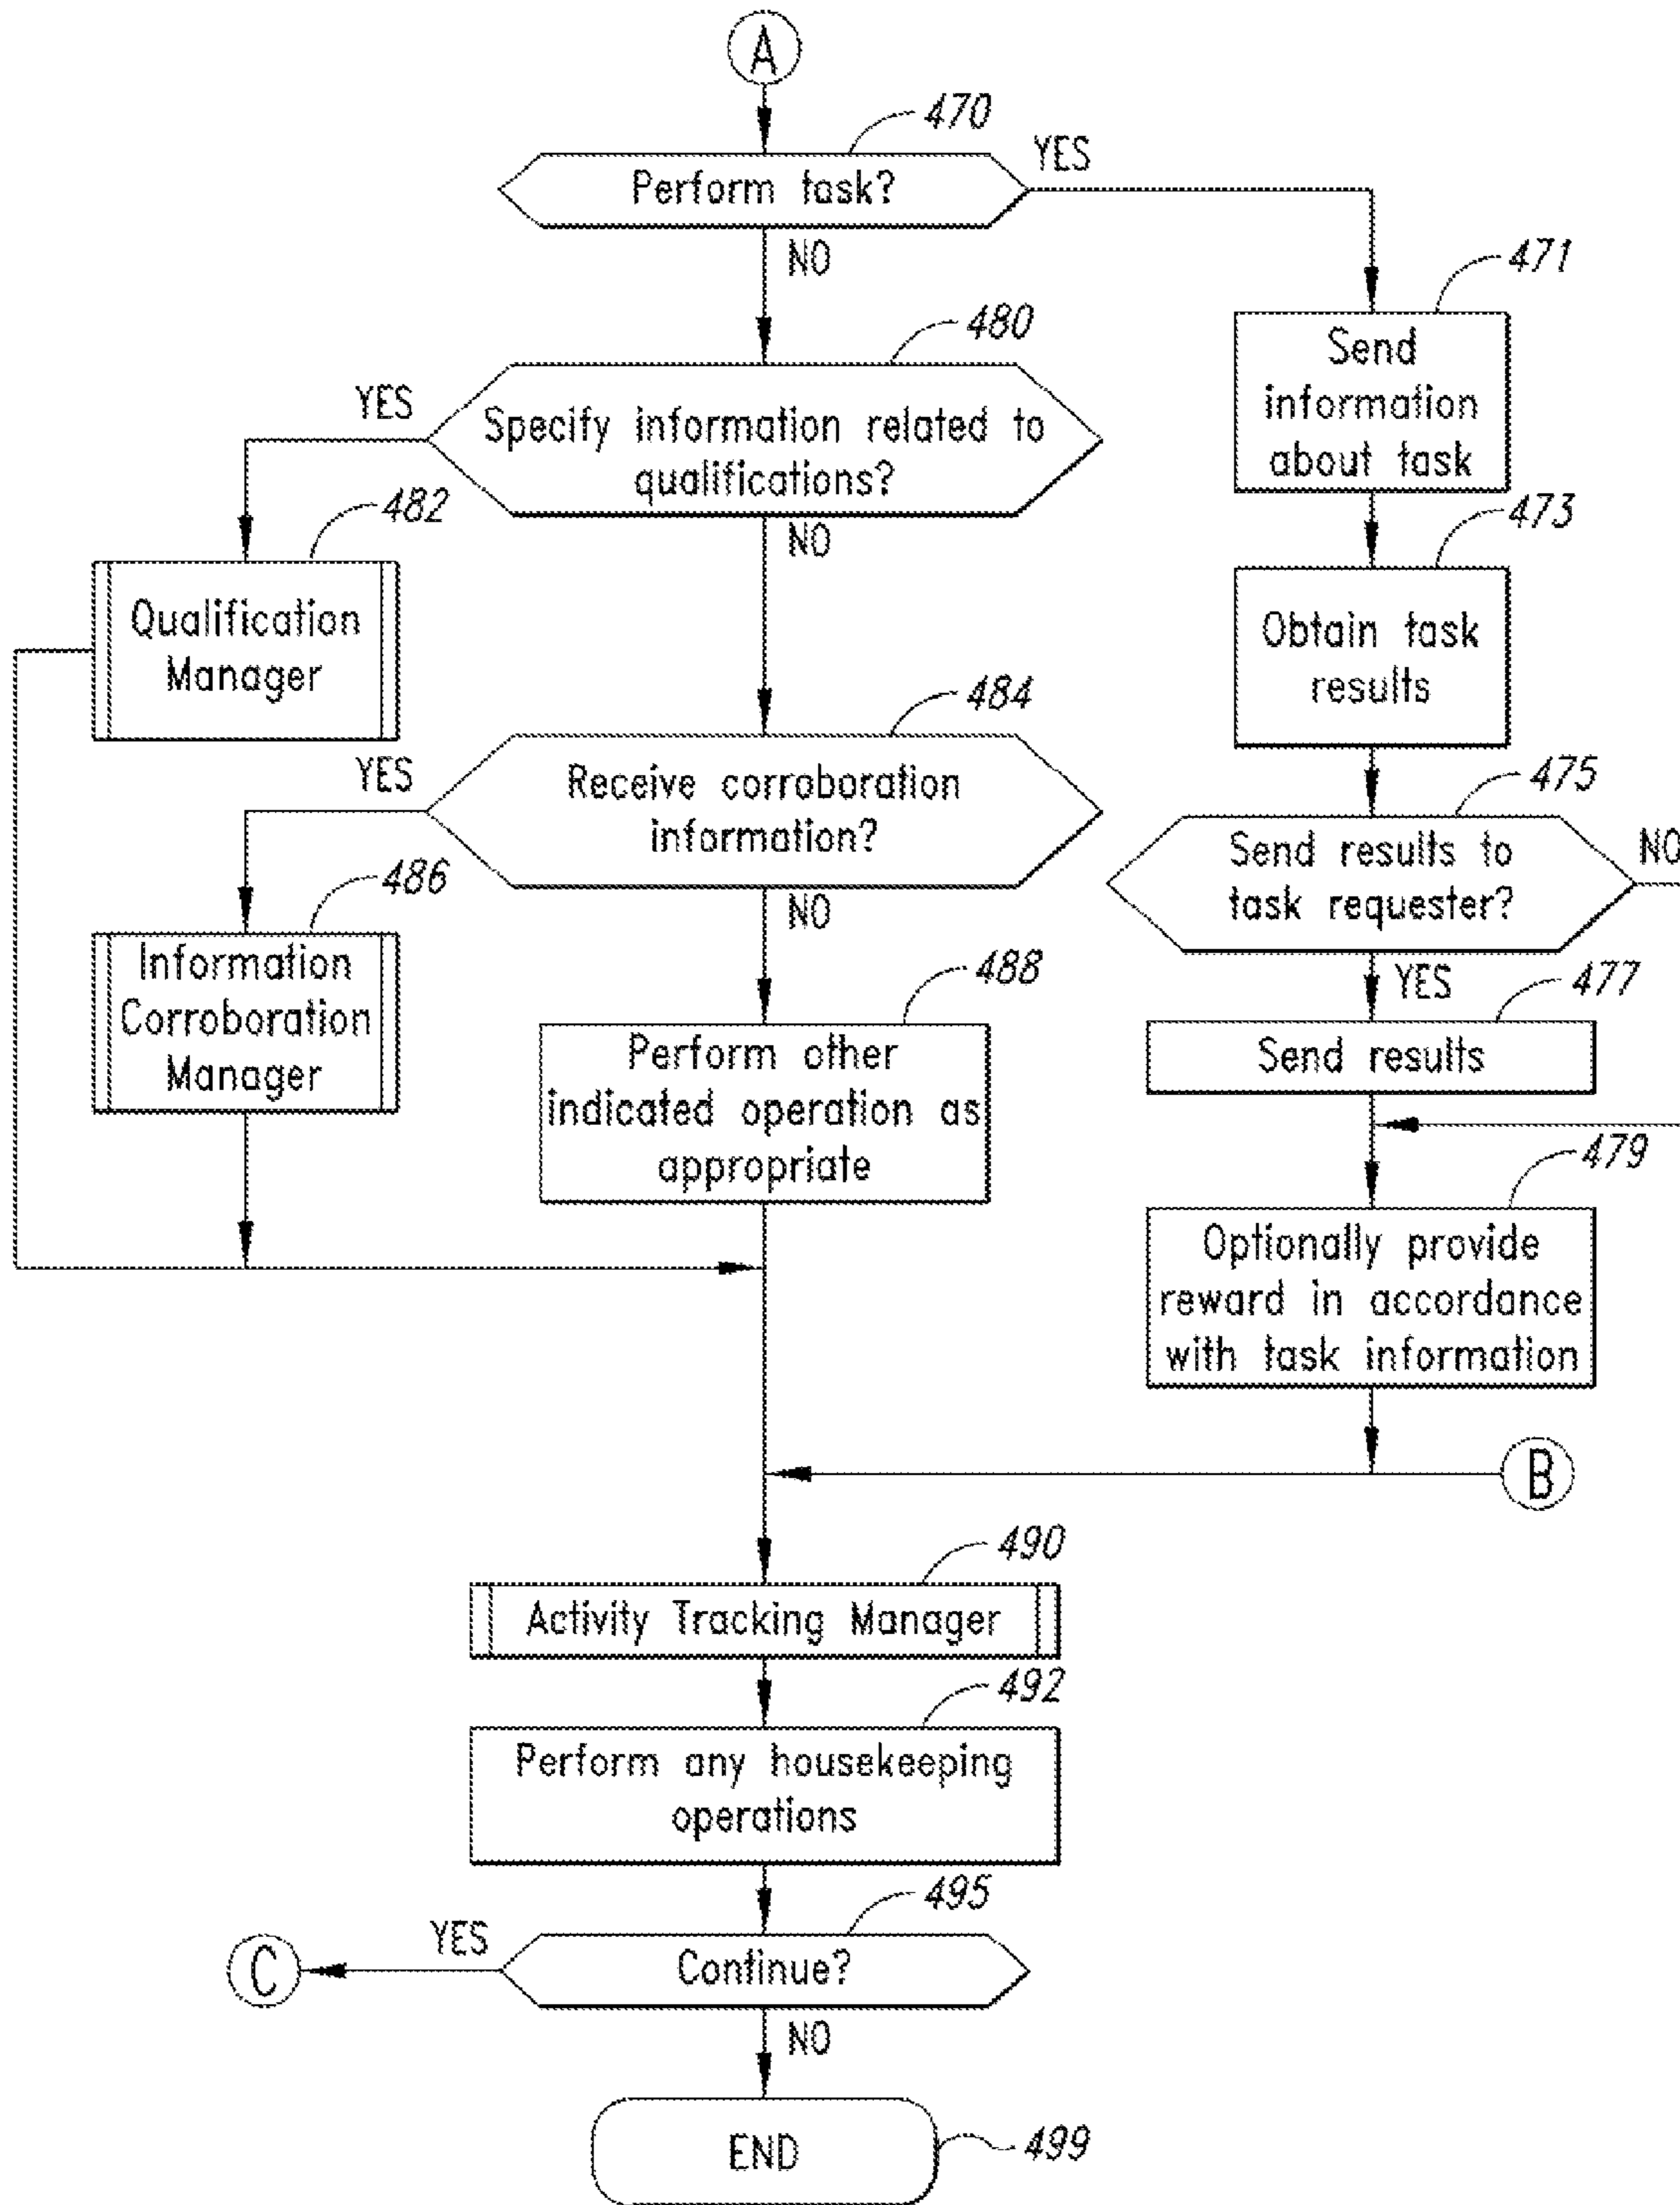 A
470
Perform task?
YES
NO
471
Send
information
about task
480
Specify information related to
qualifications?
YES
NO
482
Qualification
Manager
473
Obtain task
results
484
Receive corroboration
information?
YES
NO
475
Send results to
task requester?
NO
YES
486
Information
Corroboration
Manager
488
Perform other
indicated operation as
appropriate
477
Send results
479
Optionally provide
reward in accordance
with task information
B
490
Activity Tracking Manager
492
Perform any housekeeping
operations
495
Continue?
YES
C
NO
END
499